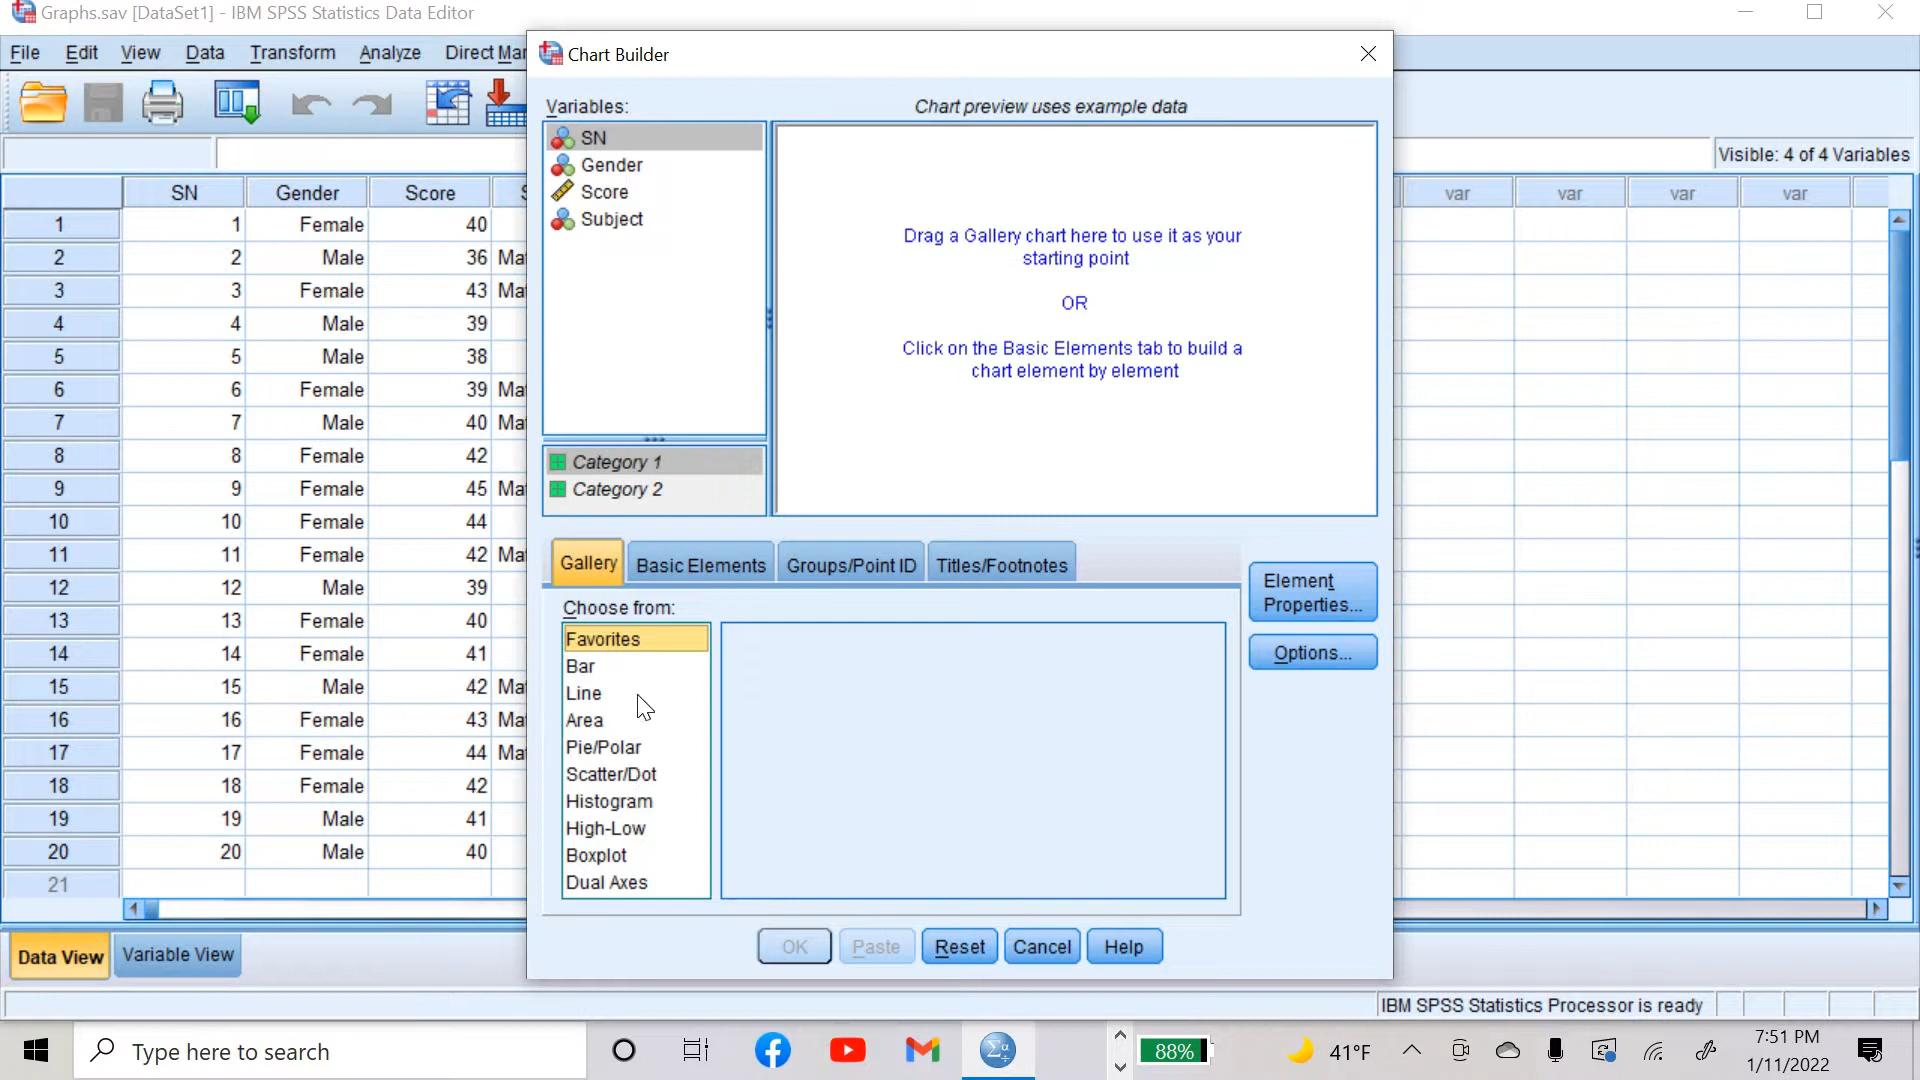 Graphs.sav [DataSet1] - IBM SPSS Statistics Data Editor
File Edit View Data Transform Analyze Direct Mar
Visible: 4 of 4 Variables
SN Gender Score
var var var var
1 1 Female 40
2 2 Male 36 Mat
3 3 Female 43 Mat
4 4 Male 39
5 5 Male 38
6 6 Female 39 Mat
7 7 Male 40 Mat
8 8 Female 42
9 9 Female 45 Mat
10 10 Female 44
11 11 Female 42 Mat
12 12 Male 39
13 13 Female 40
14 14 Female 41
15 15 Male 42 Mat
16 16 Female 43 Mat
17 17 Female 44 Mat
18 18 Female 42
19 19 Male 41
20 20 Male 40
21
Data View Variable View
Chart Builder
Variables:
Chart preview uses example data
SN
Gender
Score
Subject
Category 1
Category 2
Drag a Gallery chart here to use it as your
starting point
OR
Click on the Basic Elements tab to build a
chart element by element
Gallery Basic Elements Groups/Point ID Titles/Footnotes
Choose from:
Favorites
Bar
Line
Area
Pie/Polar
Scatter/Dot
Histogram
High-Low
Boxplot
Dual Axes
Element
Properties...
Options...
OK Paste Reset Cancel Help
IBM SPSS Statistics Processor is ready
Type here to search
88%
41°F
7:51 PM
1/11/2022